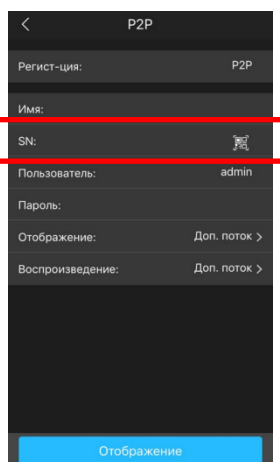 P2P
Регист-ция: P2P
Имя:
SN:
Пользователь: admin
Пароль:
Отображение: Доп. поток
Воспроизведение: Доп. поток
Отображение